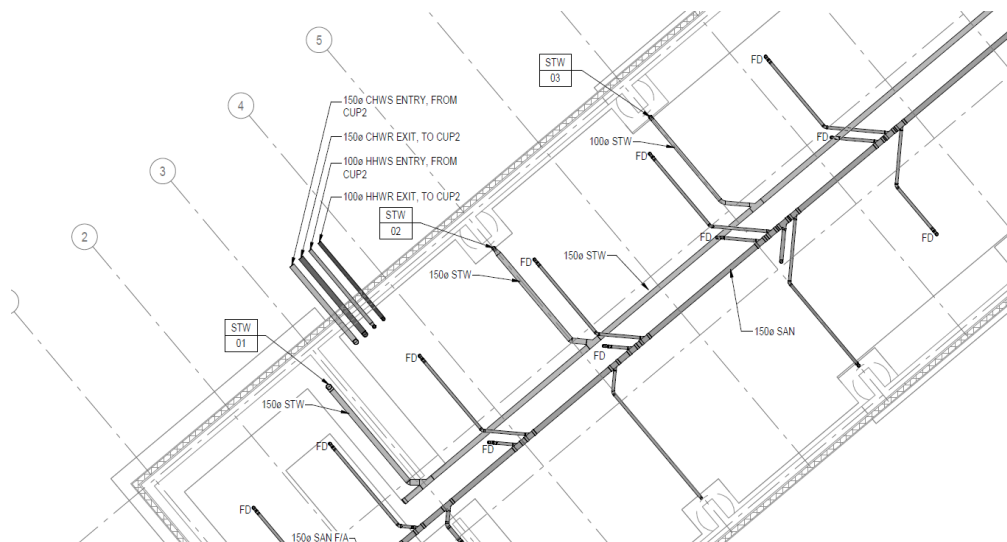 5
4
3
2
150ø CHWS ENTRY, FROM
CUP2
150ø CHWR EXIT, TO CUP2
100ø HHWS ENTRY, FROM
CUP2
100ø HHWR EXIT, TO CUP2
STW
03
FD
100ø STW
FD
FD
STW
02
FD
FD
150ø STW
FD
150ø STW
150ø SAN
STW
01
FD
FD
150ø STW
FD
FD
FD
150ø SAN F/A